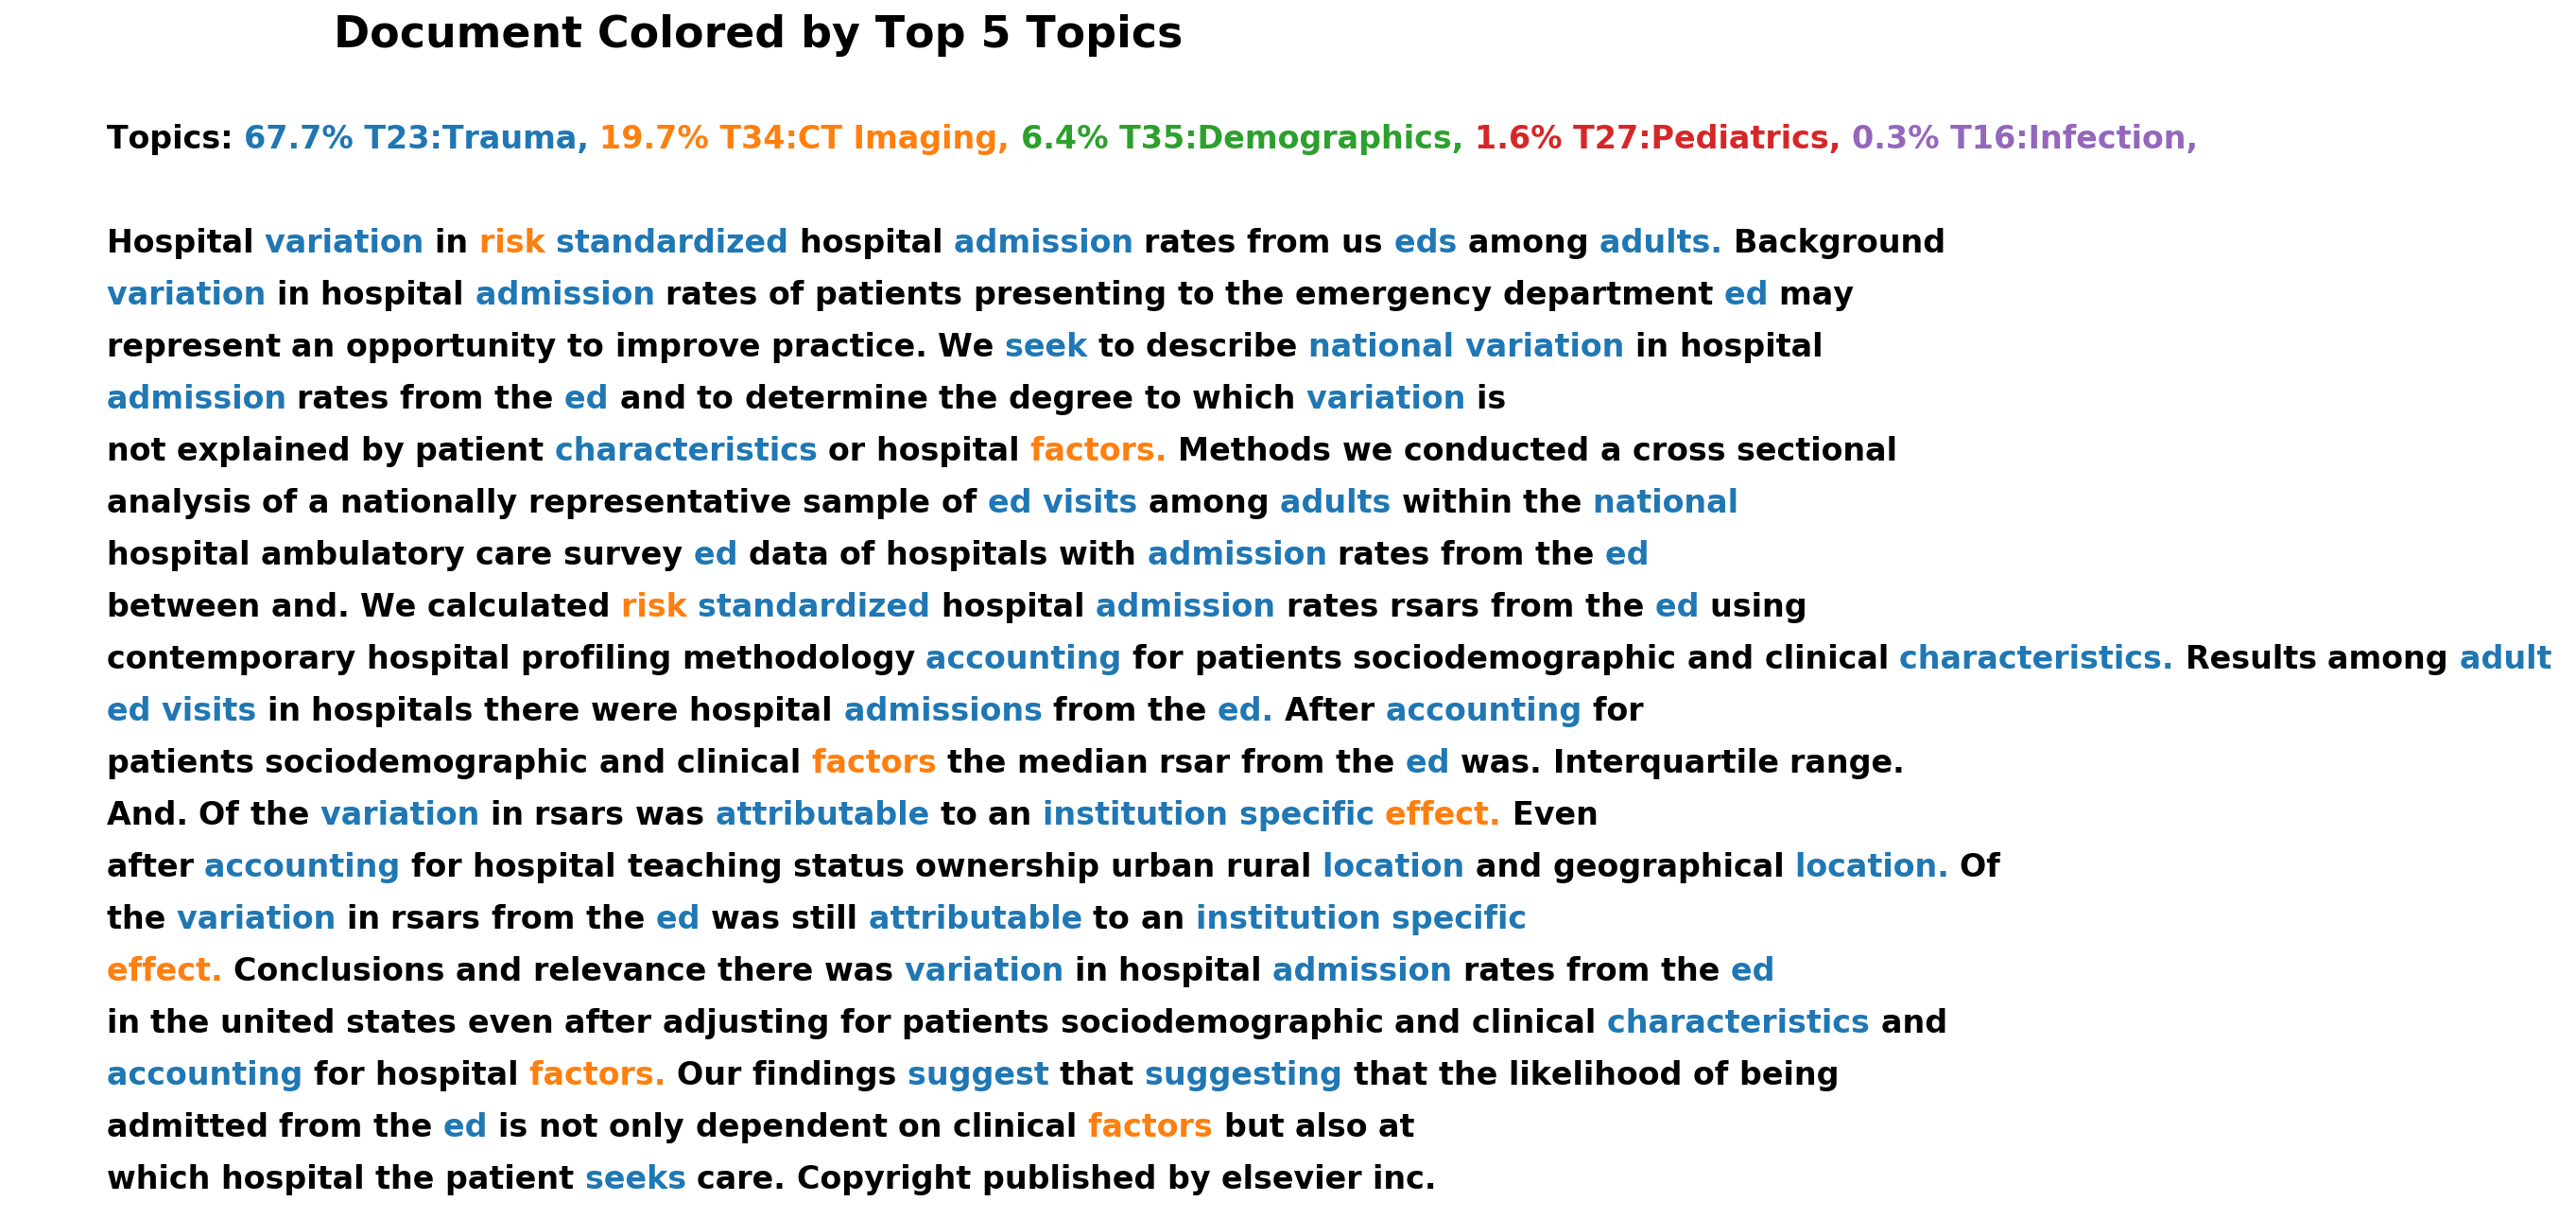 Document Colored by Top 5 Topics
Topics: 67.7% T23:Trauma, 19.7% T34:CT Imaging, 6.4% T35:Demographics, 1.6% T27:Pediatrics, 0.3% T16:Infection,
Hospital variation in risk standardized hospital admission rates from us eds among adults. Background
variation in hospital admission rates of patients presenting to the emergency department ed may
represent an opportunity to improve practice. We seek to describe national variation in hospital
admission rates from the ed and to determine the degree to which variation is
not explained by patient characteristics or hospital factors. Methods we conducted a cross sectional
analysis of a nationally representative sample of ed visits among adults within the national
hospital ambulatory care survey ed data of hospitals with admission rates from the ed
between and. We calculated risk standardized hospital admission rates rsars from the ed using
contemporary hospital profiling methodology accounting for patients sociodemographic and clinical characteristics. Results among adult
ed visits in hospitals there were hospital admissions from the ed. After accounting for
patients sociodemographic and clinical factors the median rsar from the ed was. Interquartile range.
And. Of the variation in rsars was attributable to an institution specific effect. Even
after accounting for hospital teaching status ownership urban rural location and geographical location. Of
the variation in rsars from the ed was still attributable to an institution specific
effect. Conclusions and relevance there was variation in hospital admission rates from the ed
in the united states even after adjusting for patients sociodemographic and clinical characteristics and
accounting for hospital factors. Our findings suggest that suggesting that the likelihood of being
admitted from the ed is not only dependent on clinical factors but also at
which hospital the patient seeks care. Copyright published by elsevier inc.